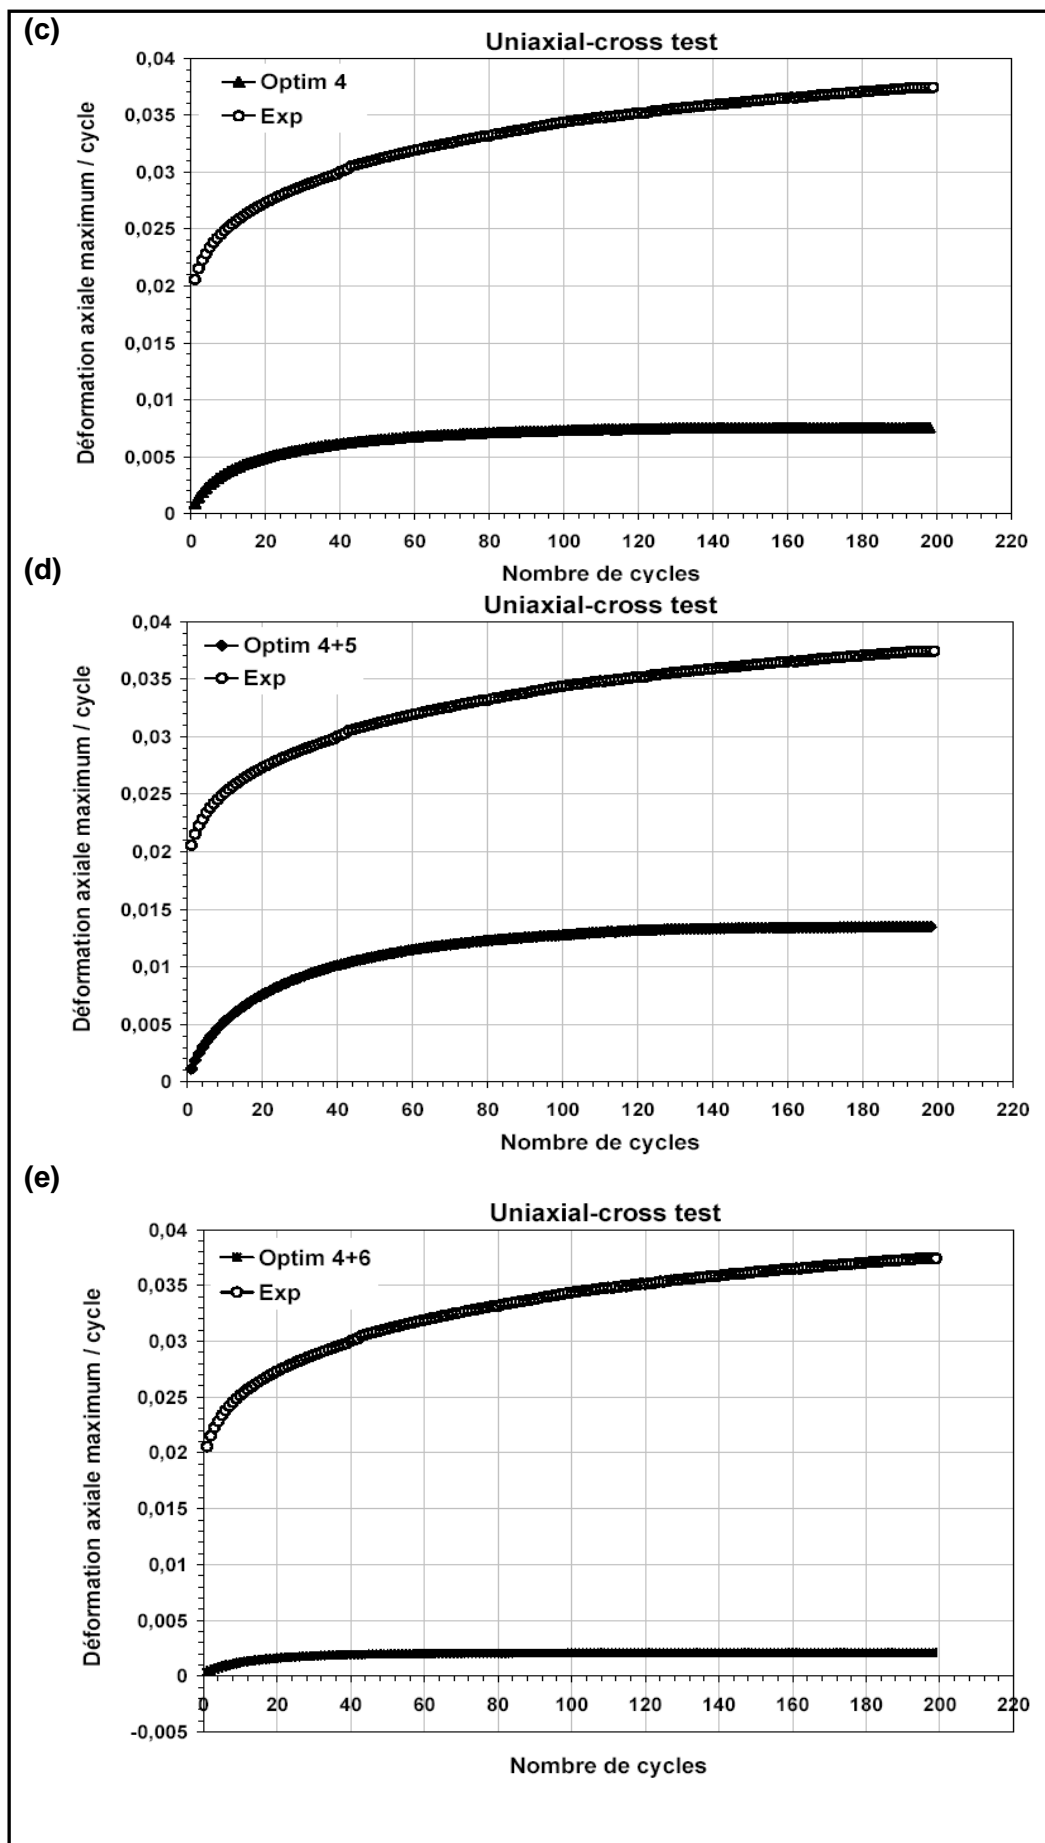 (c)
Uniaxial-cross test
Optim 4
Exp
Déformation axiale maximum / cycle
0,04
0,035
0,03
0,025
0,02
0,015
0,01
0,005
0
0 20 40 60 80 100 120 140 160 180 200 220
Nombre de cycles
(d)
Uniaxial-cross test
Optim 4+5
Exp
Déformation axiale maximum / cycle
0,04
0,035
0,03
0,025
0,02
0,015
0,01
0,005
0
0 20 40 60 80 100 120 140 160 180 200 220
Nombre de cycles
(e)
Uniaxial-cross test
Optim 4+6
Exp
Déformation axiale maximum / cycle
0,04
0,035
0,03
0,025
0,02
0,015
0,01
0,005
0
-0,005
0 20 40 60 80 100 120 140 160 180 200 220
Nombre de cycles